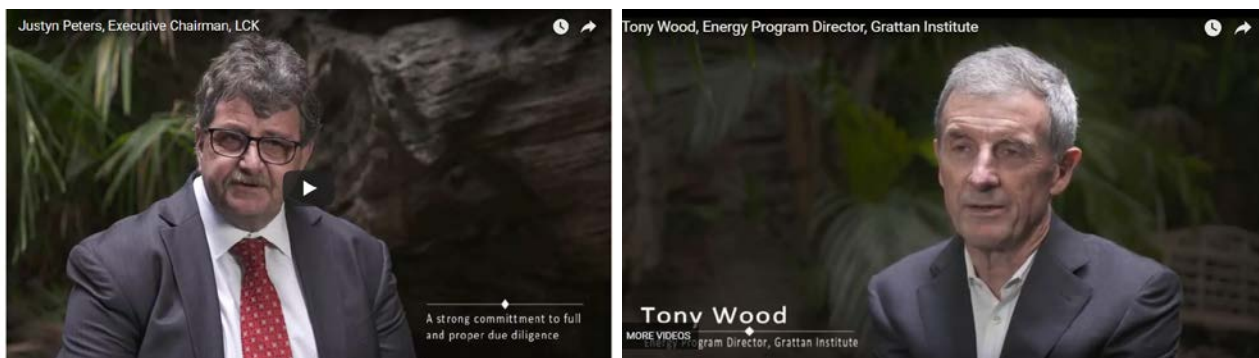 Justyn Peters, Executive Chairman, LCK
A strong committment to full
and proper due diligence
Tony Wood, Energy Program Director, Grattan Institute
Tony Wood
MORE VIDEOS
Energy Program Director, Grattan Institute